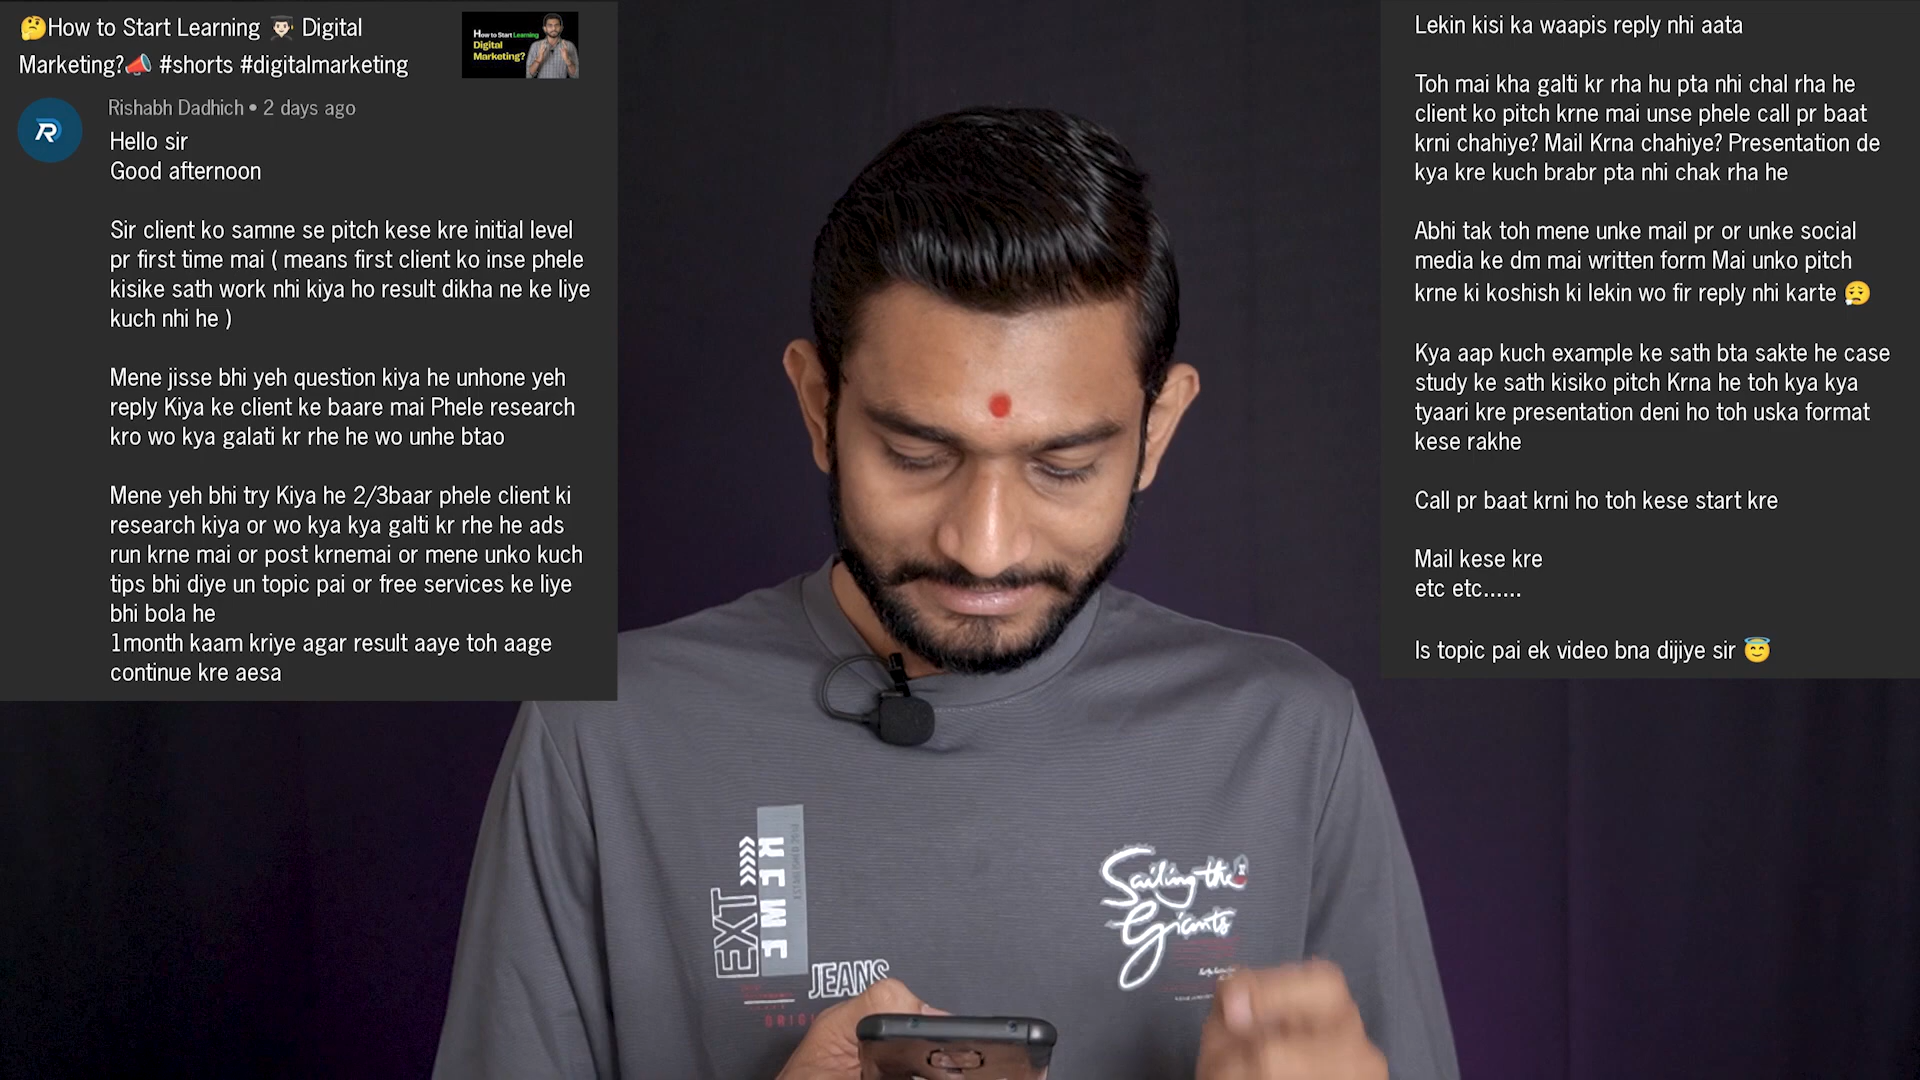 🤔How to Start Learning 👨🏻‍🎓 Digital
Marketing?📣 #shorts #digitalmarketing
How to Start Learning
Digital
Marketing?
Rishabh Dadhich • 2 days ago
Hello sir
Good afternoon
Sir client ko samne se pitch kese kre initial level
pr first time mai ( means first client ko inse phele
kisike sath work nhi kiya ho result dikha ne ke liye
kuch nhi he )
Mene jisse bhi yeh question kiya he unhone yeh
reply Kiya ke client ke baare mai Phele research
kro wo kya galati kr rhe he wo unhe btao
Mene yeh bhi try Kiya he 2/3baar phele client ki
research kiya or wo kya kya galti kr rhe he ads
run krne mai or post krnemai or mene unko kuch
tips bhi diye un topic pai or free services ke liye
bhi bola he
1month kaam kriye agar result aaye toh aage
continue kre aesa
Lekin kisi ka waapis reply nhi aata
Toh mai kha galti kr rha hu pta nhi chal rha he
client ko pitch krne mai unse phele call pr baat
krni chahiye? Mail Krna chahiye? Presentation de
kya kre kuch brabr pta nhi chak rha he
Abhi tak toh mene unke mail pr or unke social
media ke dm mai written form Mai unko pitch
krne ki koshish ki lekin wo fir reply nhi karte 😮‍💨
Kya aap kuch example ke sath bta sakte he case
study ke sath kisiko pitch Krna he toh kya kya
tyaari kre presentation deni ho toh uska format
kese rakhe
Call pr baat krni ho toh kese start kre
Mail kese kre
etc etc......
Is topic pai ek video bna dijiye sir 😇
EXT
JEANS
Sailing the
Giants